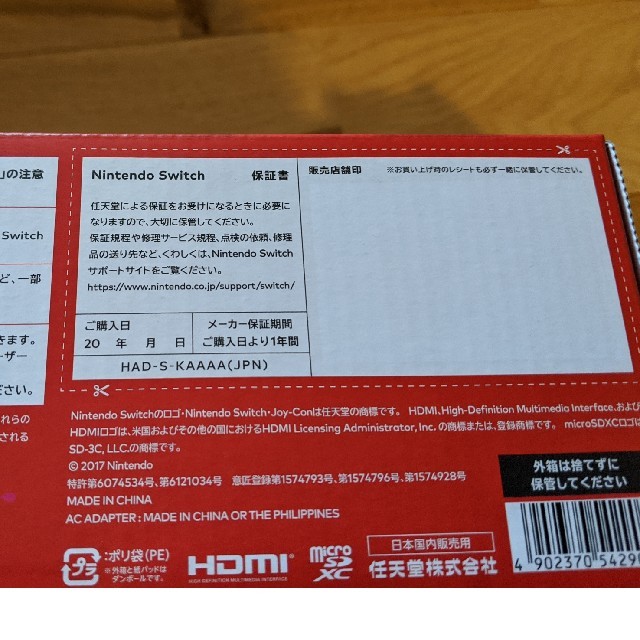 」の注意
Switch
ど、一部
きます。
ーザー
ださい。
れらの
される
Nintendo Switch 保証書
任天堂による保証をお受けになるときに必要に
なりますので、大切に保管してください。
保証規程や修理サービス規程、点検の依頼、修理
品の送り先など、くわしくは、Nintendo Switch
サポートサイトをご覧ください。
https://www.nintendo.co.jp/support/switch/
ご購入日
20 年 月 日
メーカー保証期間
ご購入日より1年間
HAD-S-KAAAA(JPN)
販売店舗印 ※お買い上げ時のレシートも必ず一緒に保管してください。
Nintendo Switchのロゴ・Nintendo Switch・Joy-Conは任天堂の商標です。 HDMI、High-Definition Multimedia Interface、および
HDMIロゴは、米国およびその他の国におけるHDMI Licensing Administrator, Inc. の商標または、登録商標です。 microSDXCロゴは
SD-3C, LLC.の商標です。
© 2017 Nintendo
特許第6074534号、第6121034号 意匠登録第1574793号、第1574796号、第1574928号
MADE IN CHINA
AC ADAPTER : MADE IN CHINA OR THE PHILIPPINES
外箱は捨てずに
保管してください
プラ
:ポリ袋(PE)
※外箱と紙パッドは
ダンボールです。
HDMI
HIGH DEFINITION MULTIMEDIA INTERFACE
micro
SD
XC
日本国内販売用
任天堂株式会社
4 902370 5429